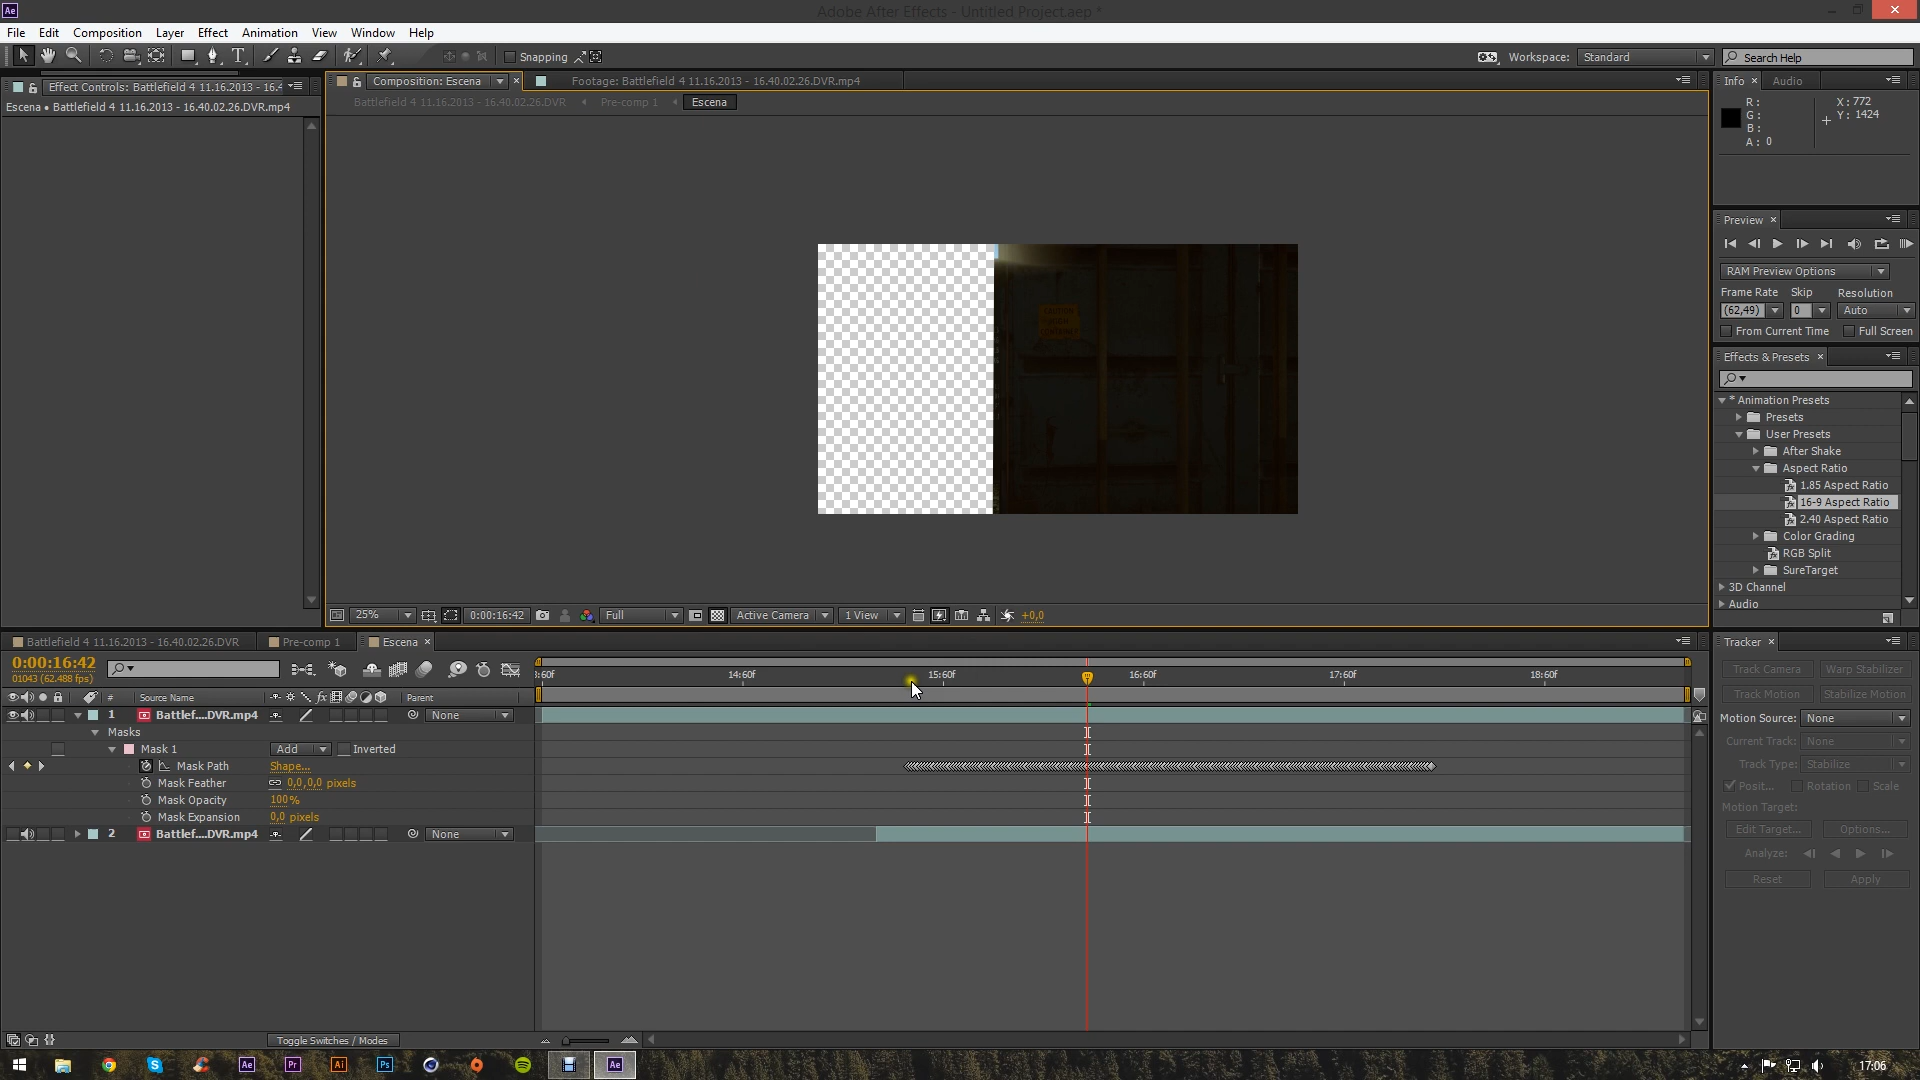 Adobe After Effects - Untitled Project.aep *
File Edit Composition Layer Effect Animation View Window Help
Snapping
Workspace: Standard
Search Help
Effect Controls: Battlefield 4 11.16.2013 - 16.4
Escena • Battlefield 4 11.16.2013 - 16.40.02.26.DVR.mp4
Composition: Escena
Footage: Battlefield 4 11.16.2013 - 16.40.02.26.DVR.mp4
Battlefield 4 11.16.2013 - 16.40.02.26.DVR Pre-comp 1 Escena
CAUTION
25% 0:00:16:42 Full Active Camera 1 View +0,0
Info Audio
R: X: 772
G: Y: 1424
B:
A: 0
Preview
RAM Preview Options
Frame Rate Skip Resolution
(62,49) 0 Auto
From Current Time Full Screen
Effects & Presets
* Animation Presets
Presets
User Presets
After Shake
Aspect Ratio
1.85 Aspect Ratio
16-9 Aspect Ratio
2.40 Aspect Ratio
Color Grading
RGB Split
SureTarget
3D Channel
Audio
Battlefield 4 11.16.2013 - 16.40.02.26.DVR Pre-comp 1 Escena
0:00:16:42
01043 (62.488 fps)
3:60f 14:60f 15:60f 16:60f 17:60f 18:60f
# Source Name fx Parent
1 Battlef....DVR.mp4 None
Masks
Mask 1 Add Inverted
Mask Path Shape...
Mask Feather 0,0,0,0 pixels
Mask Opacity 100%
Mask Expansion 0,0 pixels
2 Battlef....DVR.mp4 None
Toggle Switches / Modes
Tracker
Track Camera Warp Stabilizer
Track Motion Stabilize Motion
Motion Source: None
Current Track: None
Track Type: Stabilize
Posit... Rotation Scale
Motion Target:
Edit Target... Options...
Analyze:
Reset Apply
Ae Pr Ai Ps Ae
17:06